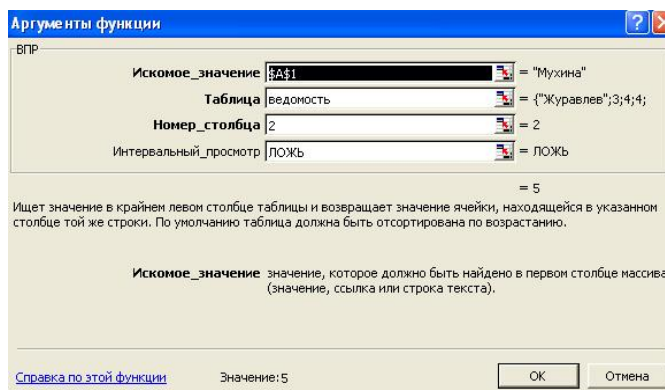 Аргументы функции
ВПР
Искомое_значение $A$1 = "Мухина"
Таблица ведомость = {"Журавлев";3;4;4;
Номер_столбца 2 = 2
Интервальный_просмотр ЛОЖЬ = ЛОЖЬ
= 5
Ищет значение в крайнем левом столбце таблицы и возвращает значение ячейки, находящейся в указанном
столбце той же строки. По умолчанию таблица должна быть отсортирована по возрастанию.
Искомое_значение значение, которое должно быть найдено в первом столбце массива
(значение, ссылка или строка текста).
Справка по этой функции Значение:5 ОК Отмена